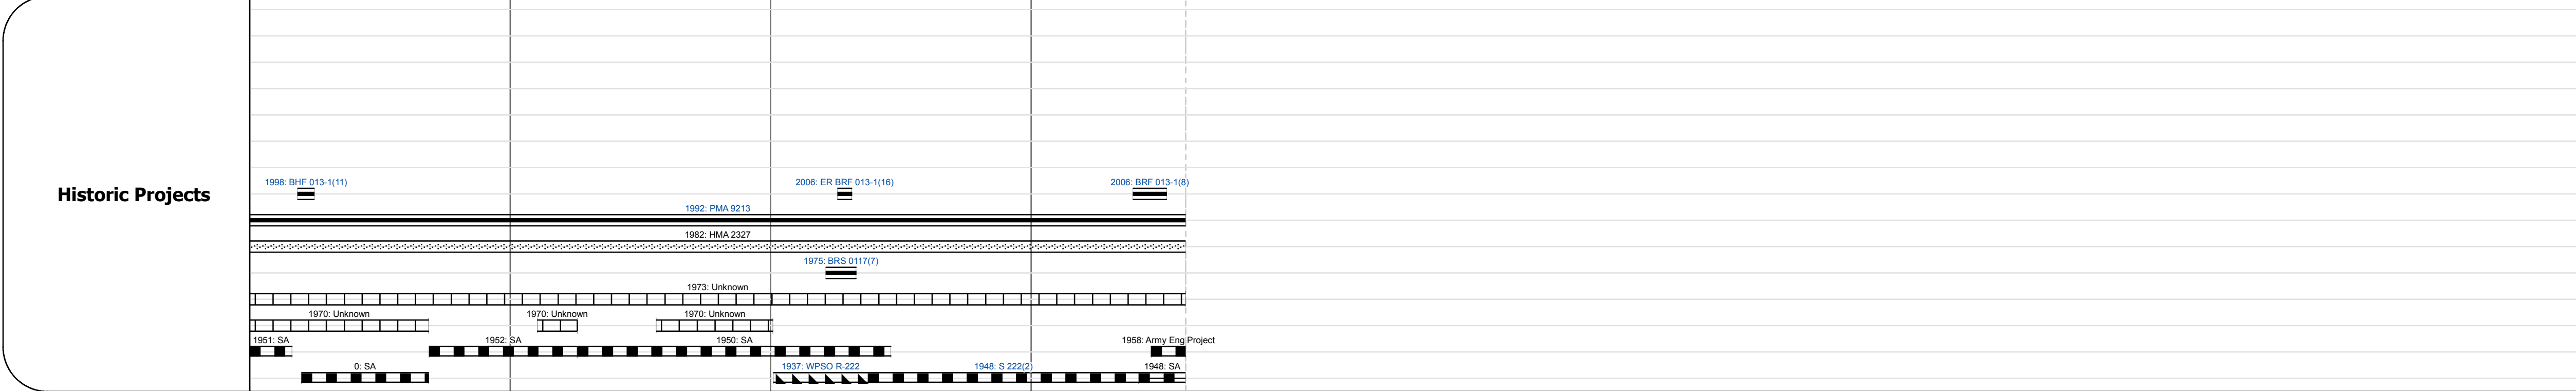 1998: BHF 013-1(11)
2006: ER BRF 013-1(16)
2006: BRF 013-1(8)
Historic Projects
1992: PMA 9213
1982: HMA 2327
1975: BRS 0117(7)
1973: Unknown
1970: Unknown
1970: Unknown
1970: Unknown
1951: SA
1952: SA
1950: SA
1958: Army Eng Project
0: SA
1937: WPSO R-222
1948: S 222(2)
1948: SA